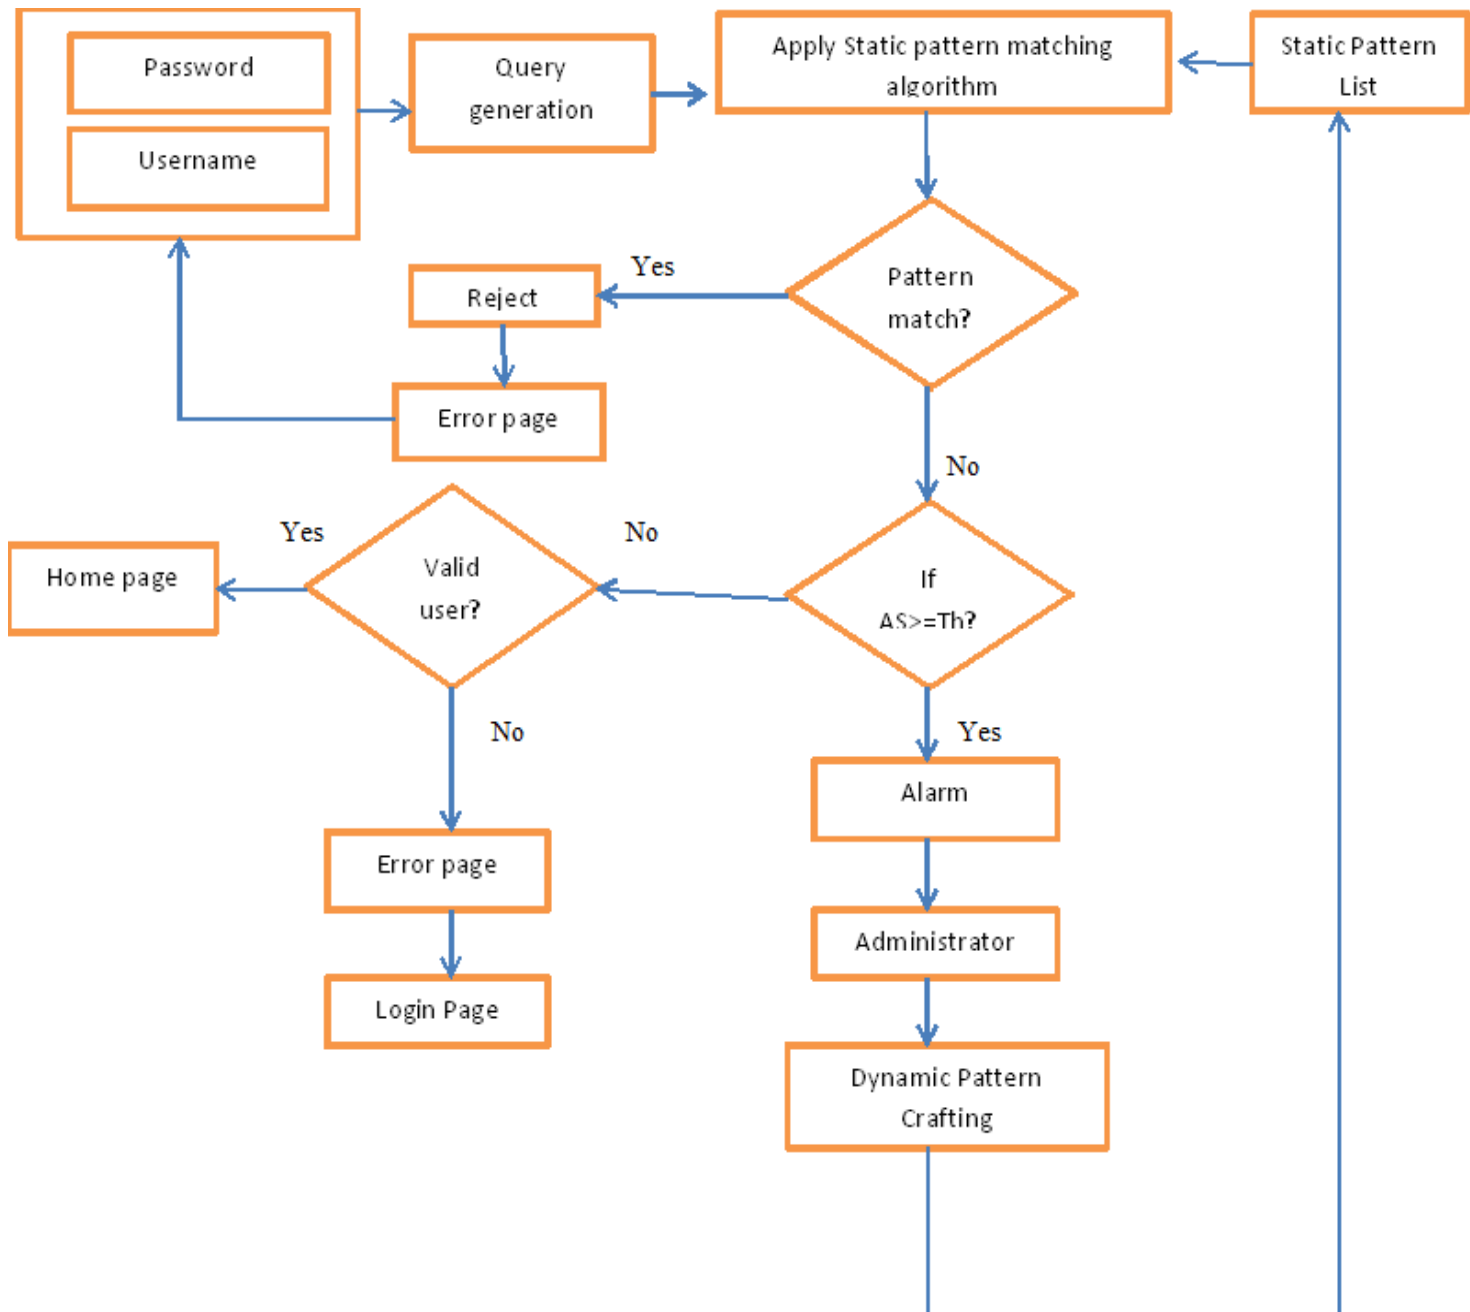 Password
Username
Query
generation
Apply Static pattern matching
algorithm
Static Pattern
List
Pattern
match?
Yes
Reject
Error page
No
If
AS>=Th?
No
Valid
user?
Yes
Home page
No
Error page
Login Page
Yes
Alarm
Administrator
Dynamic Pattern
Crafting